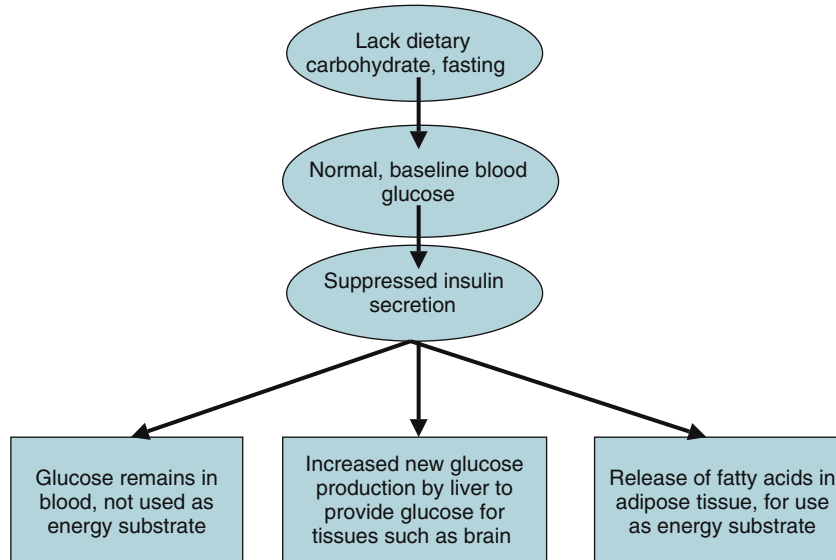 Lack dietary
carbohydrate, fasting
Normal, baseline blood
glucose
Suppressed insulin
secretion
Glucose remains in
blood, not used as
energy substrate
Increased new glucose
production by liver to
provide glucose for
tissues such as brain
Release of fatty acids in
adipose tissue, for use
as energy substrate